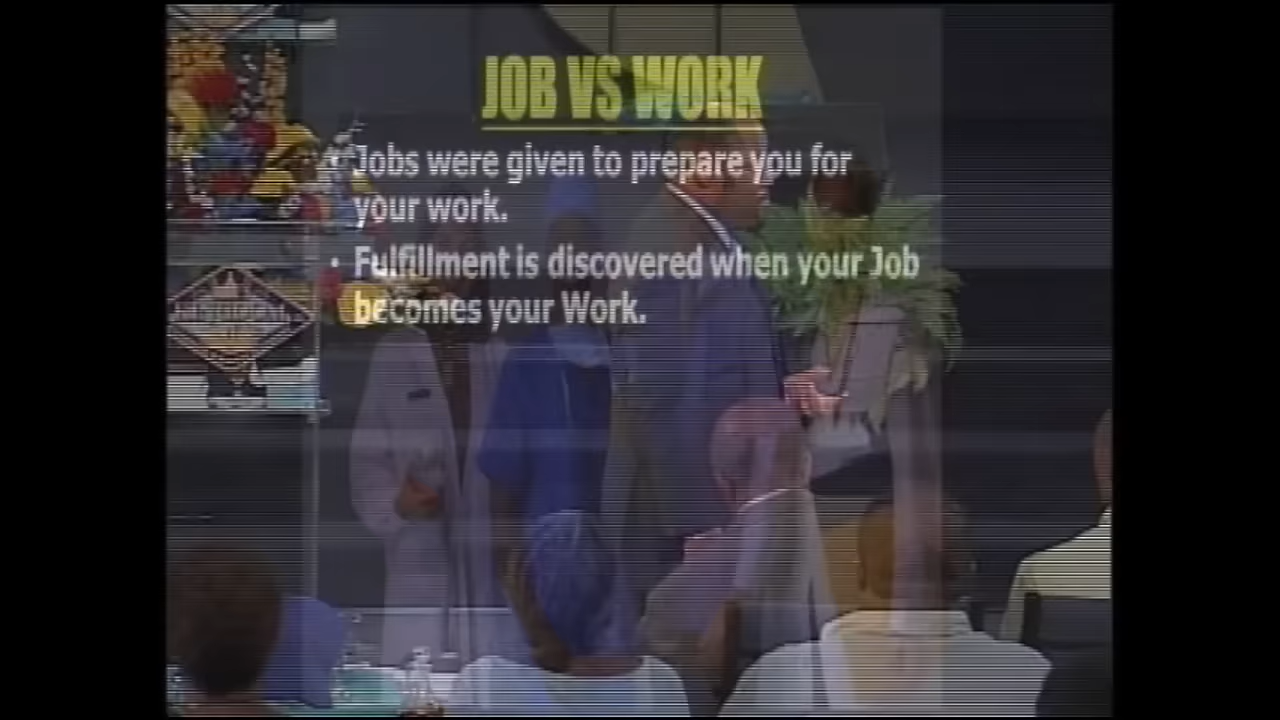 JOB VS WORK
• Jobs were given to prepare you for
your work.
• Fulfillment is discovered when your Job
becomes your Work.